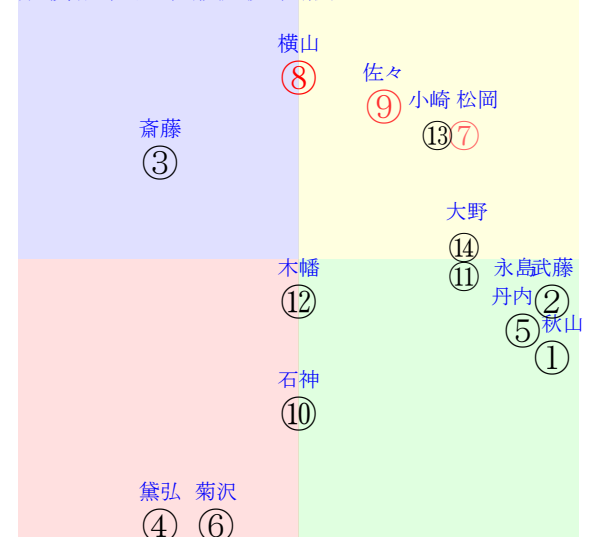 横山
⑧
佐々
⑨
小崎 松岡
⑬ ⑦
斎藤
③
大野
⑭
永島 武藤
⑪
木幡
⑫
②
丹内
⑤
秋山
①
石神
⑩
黛弘 菊沢
④ ⑥